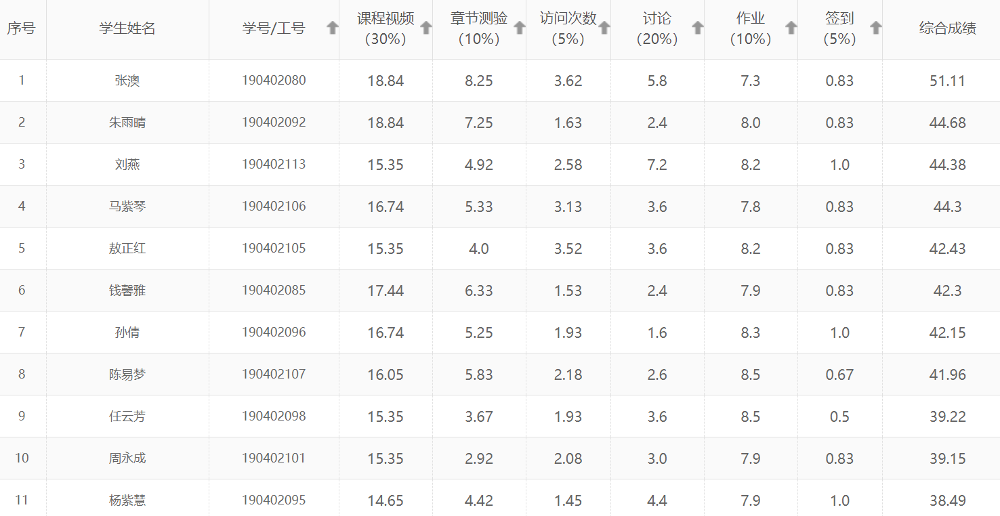 序号 学生姓名 学号/工号 课程视频 (30%) 章节测验 (10%) 访问次数 (5%) 讨论 (20%) 作业 (10%) 签到 (5%) 综合成绩
1 张澳 190402080 18.84 8.25 3.62 5.8 7.3 0.83 51.11
2 朱雨晴 190402092 18.84 7.25 1.63 2.4 8.0 0.83 44.68
3 刘燕 190402113 15.35 4.92 2.58 7.2 8.2 1.0 44.38
4 马紫琴 190402106 16.74 5.33 3.13 3.6 7.8 0.83 44.3
5 敖正红 190402105 15.35 4.0 3.52 3.6 8.2 0.83 42.43
6 钱馨雅 190402085 17.44 6.33 1.53 2.4 7.9 0.83 42.3
7 孙倩 190402096 16.74 5.25 1.93 1.6 8.3 1.0 42.15
8 陈易梦 190402107 16.05 5.83 2.18 2.6 8.5 0.67 41.96
9 任云芳 190402098 15.35 3.67 1.93 3.6 8.5 0.5 39.22
10 周永成 190402101 15.35 2.92 2.08 3.0 7.9 0.83 39.15
11 杨紫慧 190402095 14.65 4.42 1.45 4.4 7.9 1.0 38.49